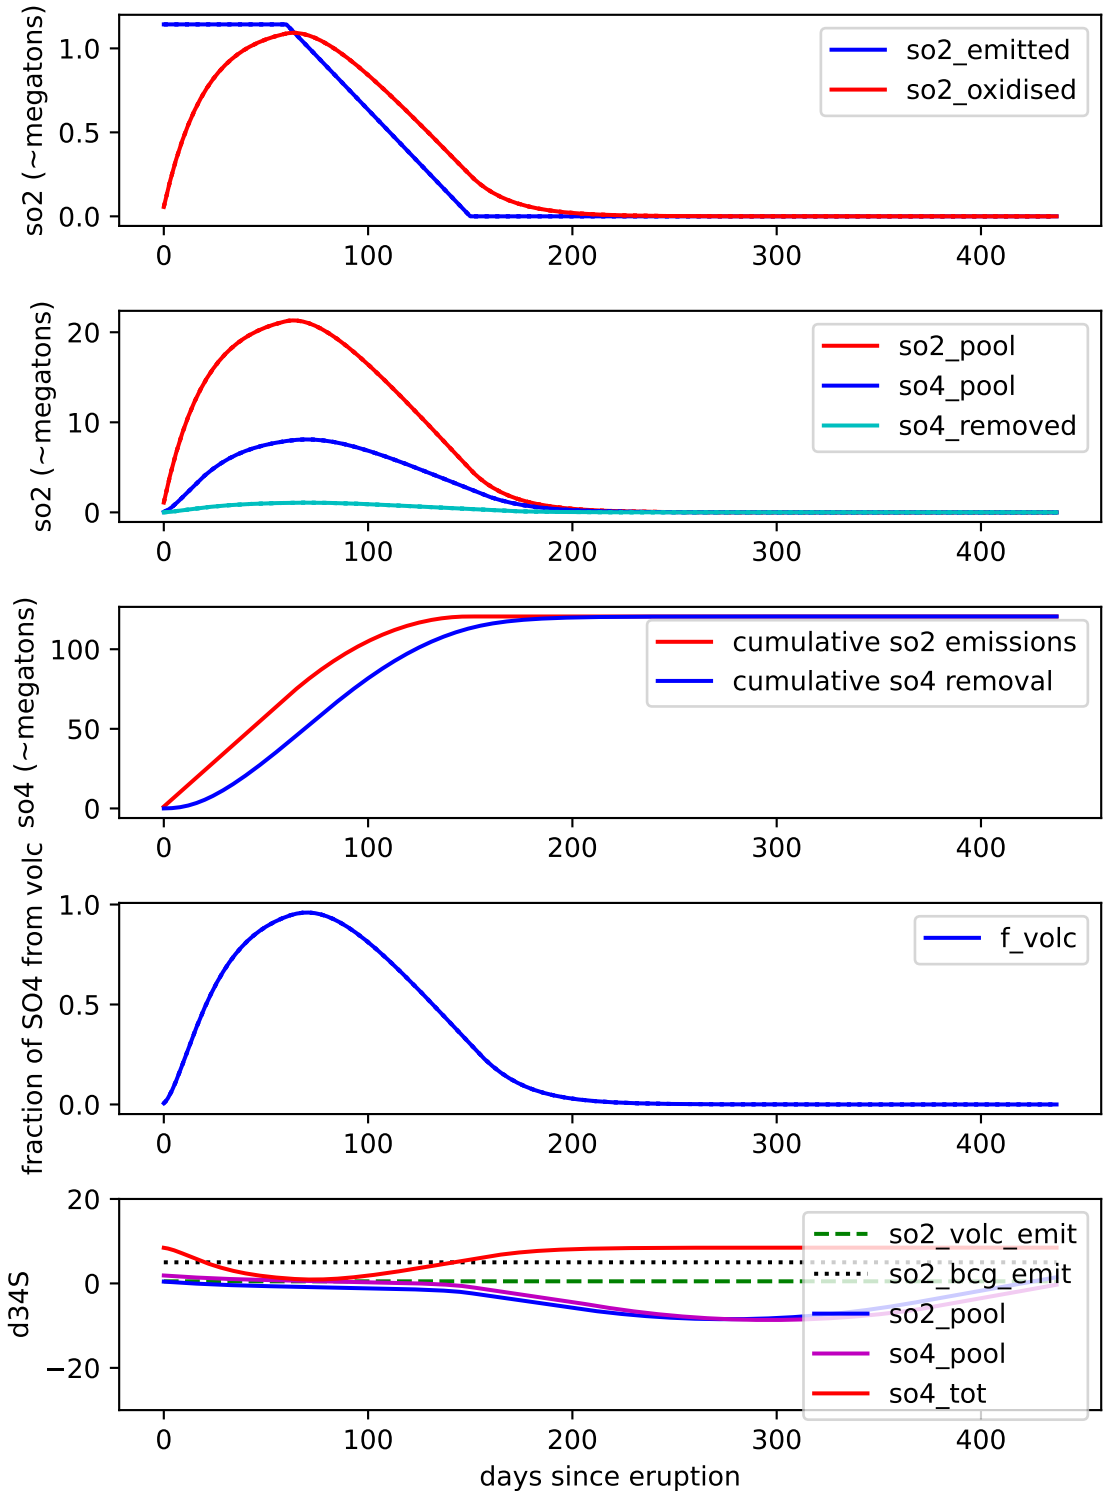 so2 (~megatons)
1.0
0.5
0.0
so2_emitted
so2_oxidised
0 100 200 300 400
so2 (~megatons)
20
10
0
so2_pool
so4_pool
so4_removed
0 100 200 300 400
so4 (~megatons)
100
50
0
cumulative so2 emissions
cumulative so4 removal
0 100 200 300 400
fraction of SO4 from volc
1.0
0.5
0.0
f_volc
0 100 200 300 400
d34S
20
0
−20
so2_volc_emit
so2_bcg_emit
so2_pool
so4_pool
so4_tot
0 100 200 300 400
days since eruption